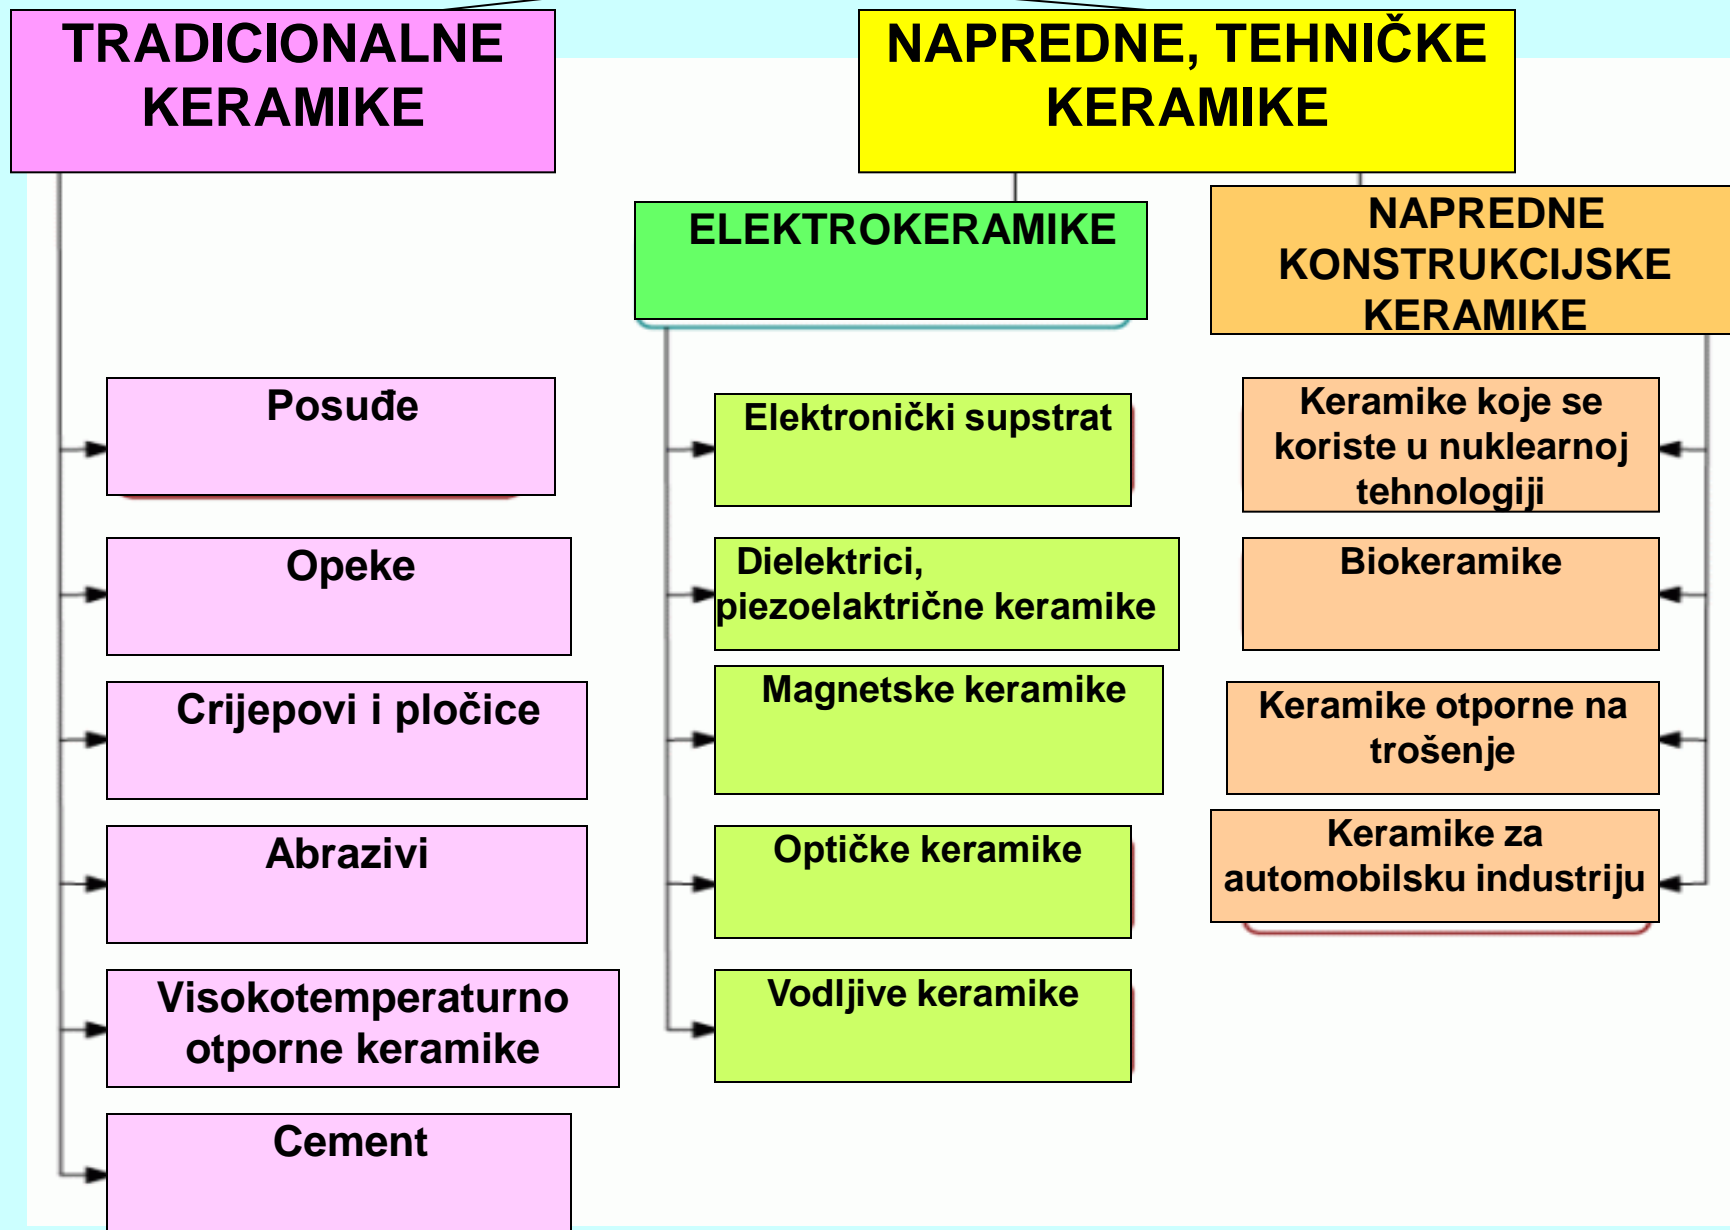 TRADICIONALNE
KERAMIKE
NAPREDNE, TEHNIČKE
KERAMIKE
ELEKTROKERAMIKE
NAPREDNE
KONSTRUKCIJSKE
KERAMIKE
Posuđe
Opeke
Crijepovi i pločice
Abrazivi
Visokotemperaturno
otporne keramike
Cement
Elektronički supstrat
Dielektrici,
piezoelaktrične keramike
Magnetske keramike
Optičke keramike
Vodljive keramike
Keramike koje se
koriste u nuklearnoj
tehnologiji
Biokeramike
Keramike otporne na
trošenje
Keramike za
automobilsku industriju